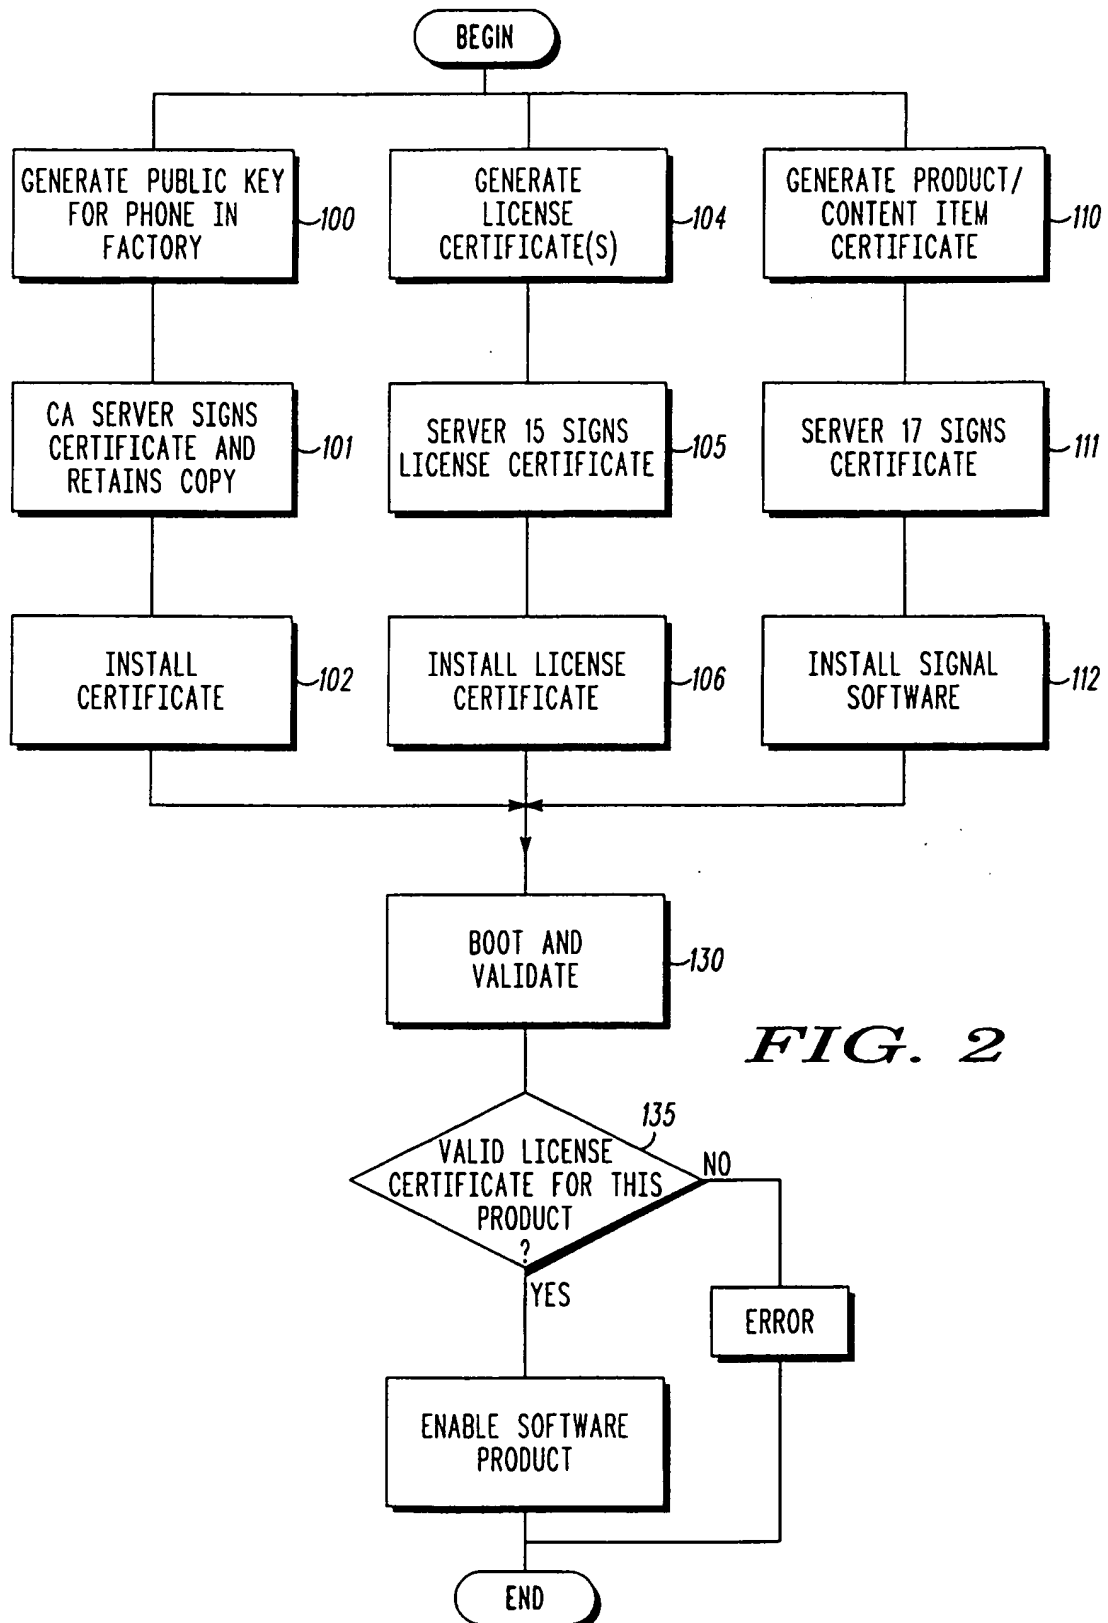 BEGIN
GENERATE PUBLIC KEY
FOR PHONE IN
FACTORY
100
GENERATE
LICENSE
CERTIFICATE(S)
104
GENERATE PRODUCT/
CONTENT ITEM
CERTIFICATE
110
CA SERVER SIGNS
CERTIFICATE AND
RETAINS COPY
101
SERVER 15 SIGNS
LICENSE CERTIFICATE
105
SERVER 17 SIGNS
CERTIFICATE
111
INSTALL
CERTIFICATE
102
INSTALL LICENSE
CERTIFICATE
106
INSTALL SIGNAL
SOFTWARE
112
BOOT AND
VALIDATE
130
FIG. 2
135
VALID LICENSE
CERTIFICATE FOR THIS
PRODUCT
?
NO
YES
ERROR
ENABLE SOFTWARE
PRODUCT
END